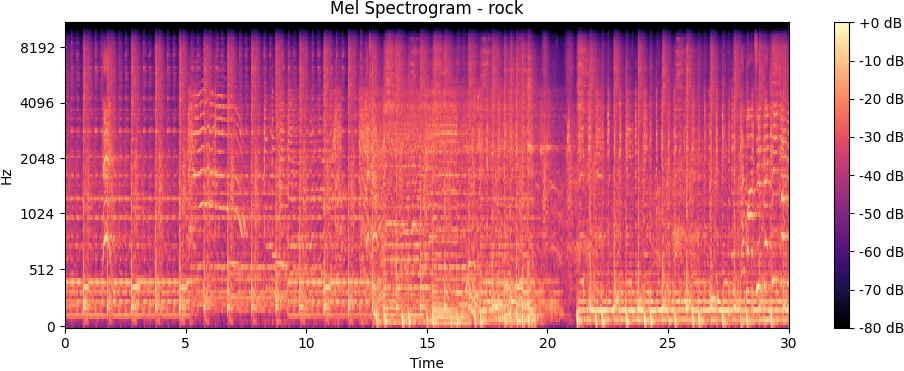 Mel Spectrogram - rock
Hz
8192
4096
2048
1024
512
0
0 5 10 15 20 25 30
Time
+0 dB
-10 dB
-20 dB
-30 dB
-40 dB
-50 dB
-60 dB
-70 dB
-80 dB